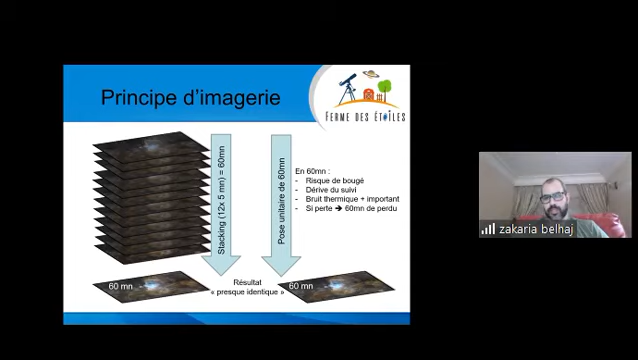 Principe d'imagerie
FERME DES ÉTOILES
Stacking (12x 5 mn) = 60mn
Pose unitaire de 60mn
En 60mn :
- Risque de bougé
- Dérive du suivi
- Bruit thermique + important
- Si perte ➔ 60mn de perdu
60 mn
Résultat
« presque identique »
60 mn
zakaria belhaj